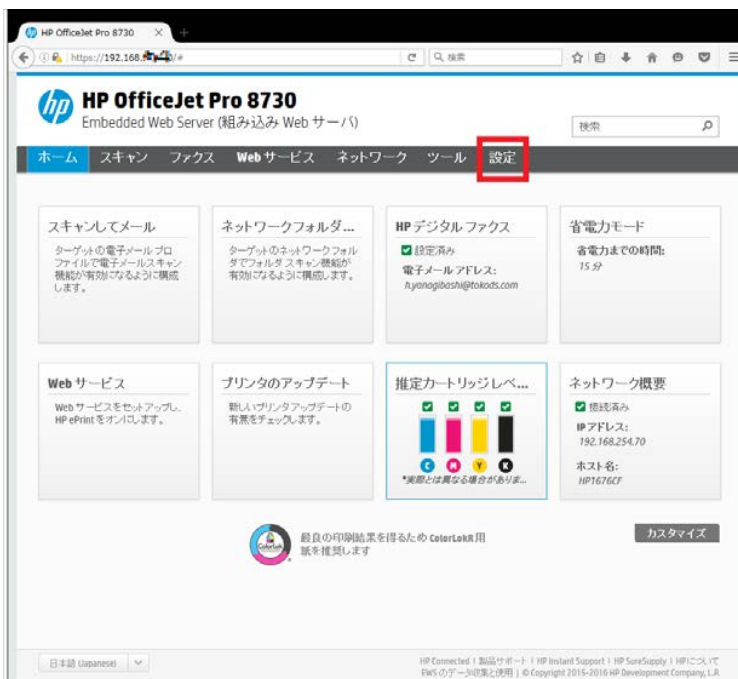 HP OfficeJet Pro 8730
https://192.168.
検索
hp
HP OfficeJet Pro 8730
Embedded Web Server (組み込み Web サーバ)
検索
ホーム スキャン ファクス Web サービス ネットワーク ツール 設定
スキャンしてメール
ターゲットの電子メール プロ
ファイルで電子メールスキャン
機能が有効になるように構成
します。
ネットワークフォルダ...
ターゲットのネットワークフォル
ダでフォルダ スキャン機能が
有効になるように構成します。
HP デジタル ファクス
設定済み
電子メール アドレス:
h.yanagibashi@tokods.com
省電力モード
省電力までの時間:
15 分
Web サービス
Web サービスをセットアップし、
HP ePrint をオンにします。
プリンタのアップデート
新しいプリンタアップデートの
有無をチェックします。
推定カートリッジレベ...
C M Y K
*実際とは異なる場合がありま...
ネットワーク概要
接続済み
IP アドレス:
192.168.254.70
ホスト名:
HP1676CF
ColorLok
最良の印刷結果を得るため ColorLokR 用
紙を推奨します
カスタマイズ
日本語 (Japanese)
HP Connected | 製品サポート | HP Instant Support | HP SureSupply | HPについて
EWS のデータ収集と使用 | © Copyright 2015-2016 HP Development Company, L.P.